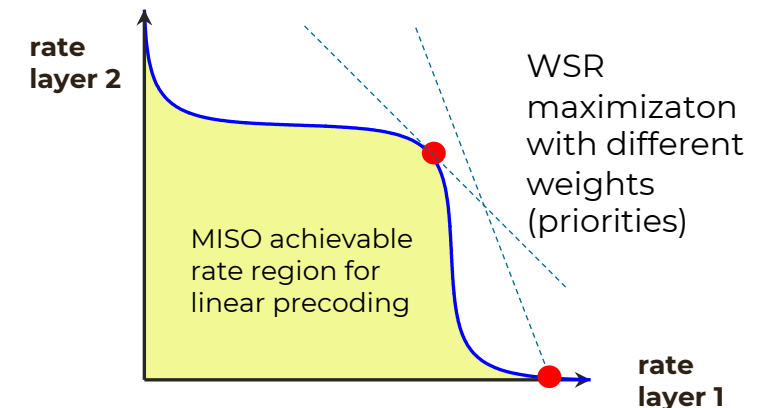 rate
layer 2
WSR
maximizaton
with different
weights
(priorities)
MISO achievable
rate region for
linear precoding
rate
layer 1